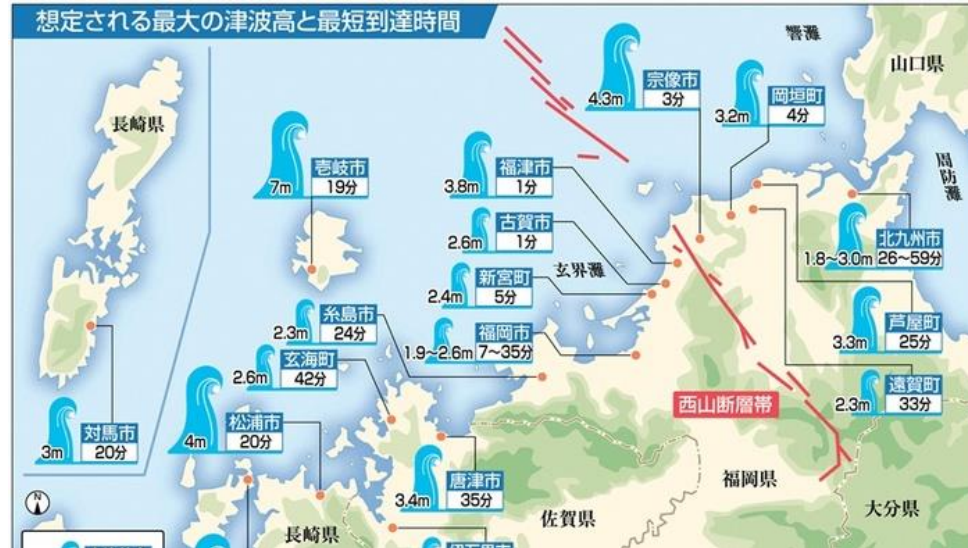 想定される最大の津波高と最短到達時間
響灘
山口県
周防灘
長崎県
宗像市
4.3m
3分
岡垣町
3.2m
4分
壱岐市
7m
19分
福津市
3.8m
1分
古賀市
2.6m
1分
新宮町
2.4m
5分
玄界灘
北九州市
1.8～3.0m
26～59分
糸島市
2.3m
24分
福岡市
1.9～2.6m
7～35分
芦屋町
3.3m
25分
玄海町
2.6m
42分
遠賀町
2.3m
33分
西山断層帯
対馬市
3m
20分
松浦市
4m
20分
唐津市
3.4m
35分
福岡県
大分県
佐賀県
長崎県
N
伊万里市